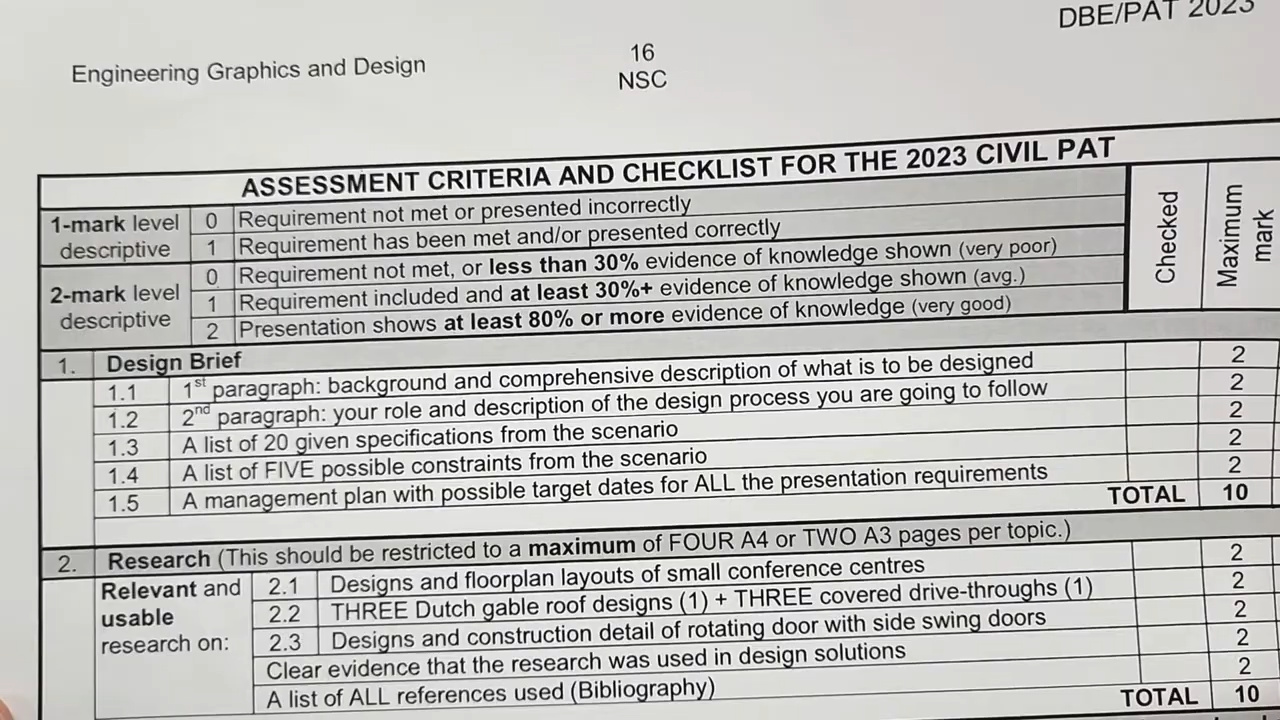 DBE/PAT 2023
Engineering Graphics and Design
16
NSC
ASSESSMENT CRITERIA AND CHECKLIST FOR THE 2023 CIVIL PAT
1-mark level descriptive
0 Requirement not met or presented incorrectly
1 Requirement has been met and/or presented correctly
2-mark level descriptive
0 Requirement not met, or less than 30% evidence of knowledge shown (very poor)
1 Requirement included and at least 30%+ evidence of knowledge shown (avg.)
2 Presentation shows at least 80% or more evidence of knowledge (very good)
Checked
Maximum mark
1. Design Brief
1.1 1st paragraph: background and comprehensive description of what is to be designed 2
1.2 2nd paragraph: your role and description of the design process you are going to follow 2
1.3 A list of 20 given specifications from the scenario 2
1.4 A list of FIVE possible constraints from the scenario 2
1.5 A management plan with possible target dates for ALL the presentation requirements 2
TOTAL 10
2. Research (This should be restricted to a maximum of FOUR A4 or TWO A3 pages per topic.)
Relevant and usable research on:
2.1 Designs and floorplan layouts of small conference centres 2
2.2 THREE Dutch gable roof designs (1) + THREE covered drive-throughs (1) 2
2.3 Designs and construction detail of rotating door with side swing doors 2
Clear evidence that the research was used in design solutions 2
A list of ALL references used (Bibliography) 2
TOTAL 10